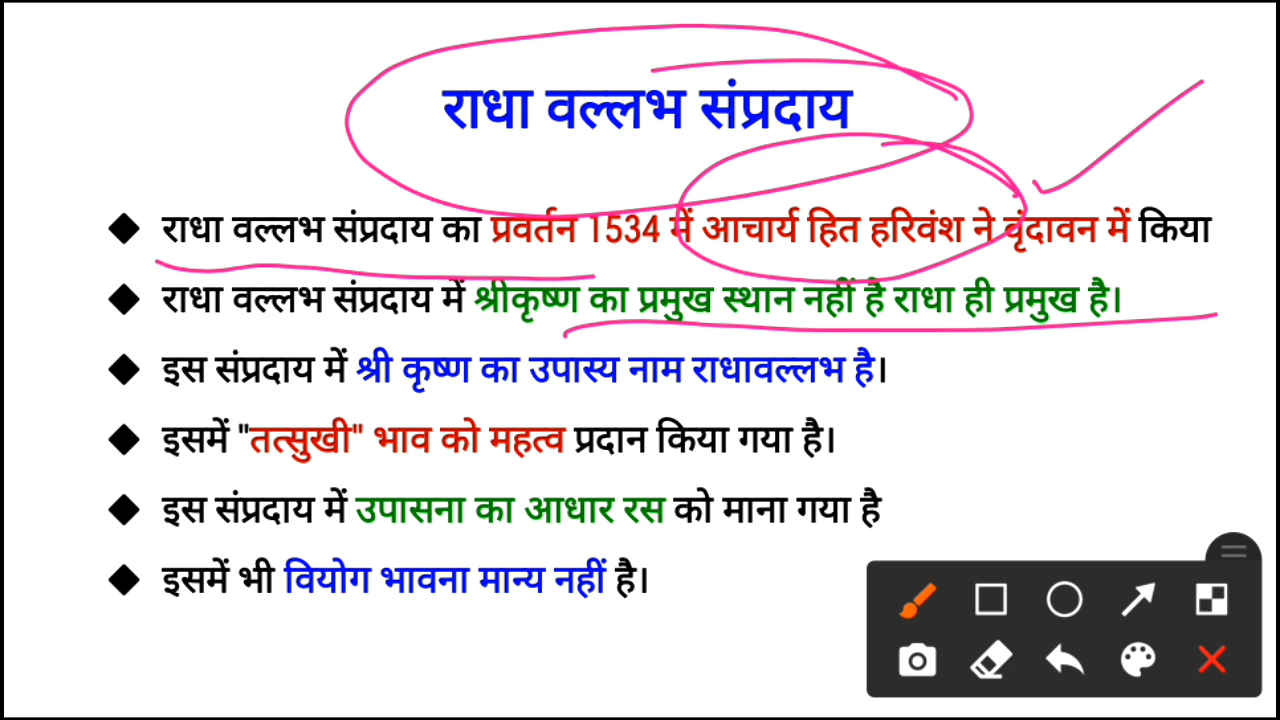 राधा वल्लभ संप्रदाय
◆ राधा वल्लभ संप्रदाय का प्रवर्तन 1534 में आचार्य हित हरिवंश ने वृंदावन में किया
◆ राधा वल्लभ संप्रदाय में श्रीकृष्ण का प्रमुख स्थान नहीं है राधा ही प्रमुख है।
◆ इस संप्रदाय में श्री कृष्ण का उपास्य नाम राधावल्लभ है।
◆ इसमें "तत्सुखी" भाव को महत्व प्रदान किया गया है।
◆ इस संप्रदाय में उपासना का आधार रस को माना गया है
◆ इसमें भी वियोग भावना मान्य नहीं है।